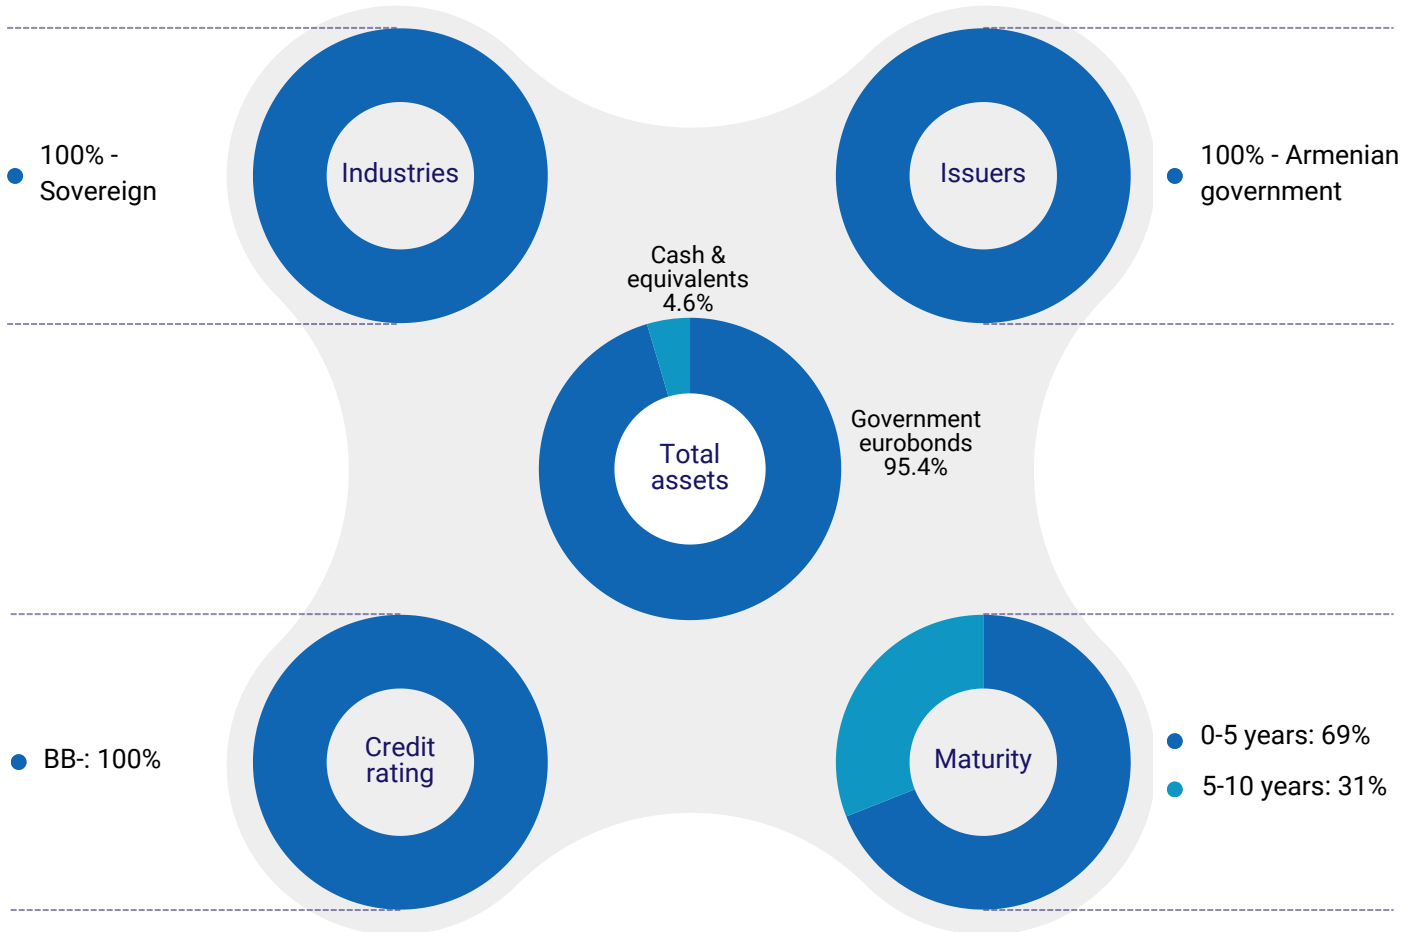 100% -
Sovereign
Industries
Issuers
100% - Armenian
government
Cash &
equivalents
4.6%
Government
eurobonds
95.4%
Total
assets
BB-: 100%
Credit
rating
Maturity
0-5 years: 69%
5-10 years: 31%